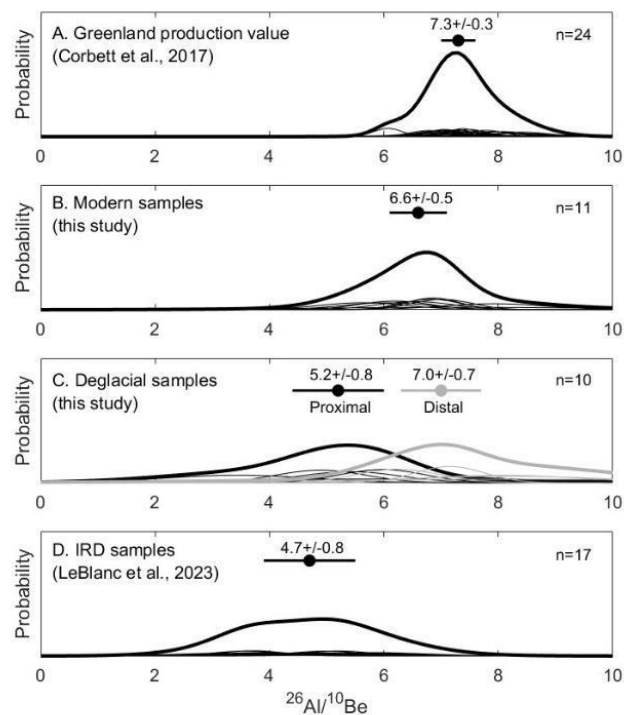 Probability
A. Greenland production value
(Corbett et al., 2017)
7.3+/-0.3
n=24
0 2 4 6 8 10
Probability
B. Modern samples
(this study)
6.6+/-0.5
n=11
0 2 4 6 8 10
Probability
C. Deglacial samples
(this study)
5.2+/-0.8
Proximal
7.0+/-0.7
Distal
n=10
0 2 4 6 8 10
Probability
D. IRD samples
(LeBlanc et al., 2023)
4.7+/-0.8
n=17
0 2 4 6 8 10
²⁶Al/¹⁰Be